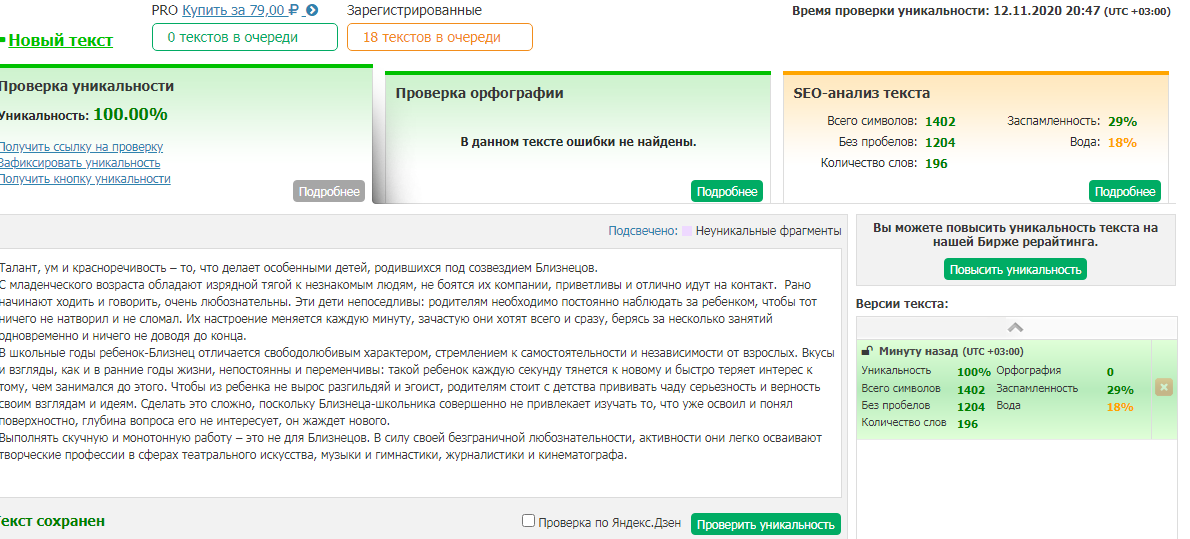 PRO Купить за 79,00 ₽
Зарегистрированные
Время проверки уникальности: 12.11.2020 20:47 (UTC +03:00)
Новый текст
0 текстов в очереди
18 текстов в очереди
Проверка уникальности
Уникальность: 100.00%
Получить ссылку на проверку
Зафиксировать уникальность
Получить кнопку уникальности
Подробнее
Проверка орфографии
В данном тексте ошибки не найдены.
Подробнее
SEO-анализ текста
Всего символов: 1402 Заспамленность: 29%
Без пробелов: 1204 Вода: 18%
Количество слов: 196
Подробнее
Подсвечено: Неуникальные фрагменты
Талант, ум и красноречивость – то, что делает особенными детей, родившихся под созвездием Близнецов.
С младенческого возраста обладают изрядной тягой к незнакомым людям, не боятся их компании, приветливы и отлично идут на контакт. Рано
начинают ходить и говорить, очень любознательны. Эти дети непоседливы: родителям необходимо постоянно наблюдать за ребенком, чтобы тот
ничего не натворил и не сломал. Их настроение меняется каждую минуту, зачастую они хотят всего и сразу, берясь за несколько занятий
одновременно и ничего не доводя до конца.
В школьные годы ребенок-Близнец отличается свободолюбивым характером, стремлением к самостоятельности и независимости от взрослых. Вкусы
и взгляды, как и в ранние годы жизни, непостоянны и переменчивы: такой ребенок каждую секунду тянется к новому и быстро теряет интерес к
тому, чем занимался до этого. Чтобы из ребенка не вырос разгильдяй и эгоист, родителям стоит с детства прививать чаду серьезность и верность
своим взглядам и идеям. Сделать это сложно, поскольку Близнеца-школьника совершенно не привлекает изучать то, что уже освоил и понял
поверхностно, глубина вопроса его не интересует, он жаждет нового.
Выполнять скучную и монотонную работу – это не для Близнецов. В силу своей безграничной любознательности, активности они легко осваивают
творческие профессии в сферах театрального искусства, музыки и гимнастики, журналистики и кинематографа.
Текст сохранен
Проверка по Яндекс.Дзен
Проверить уникальность
Вы можете повысить уникальность текста на
нашей Бирже рерайтинга.
Повысить уникальность
Версии текста:
Минуту назад (UTC +03:00)
Уникальность 100% Орфография 0
Всего символов 1402 Заспамленность 29%
Без пробелов 1204 Вода 18%
Количество слов 196